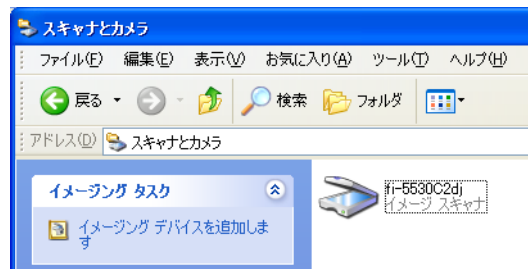 スキャナとカメラ
ファイル(F) 編集(E) 表示(V) お気に入り(A) ツール(T) ヘルプ(H)
戻る 検索 フォルダ
アドレス(D) スキャナとカメラ
イメージング タスク
イメージング デバイスを追加しま
す
fi-5530C2dj
イメージ スキャナ